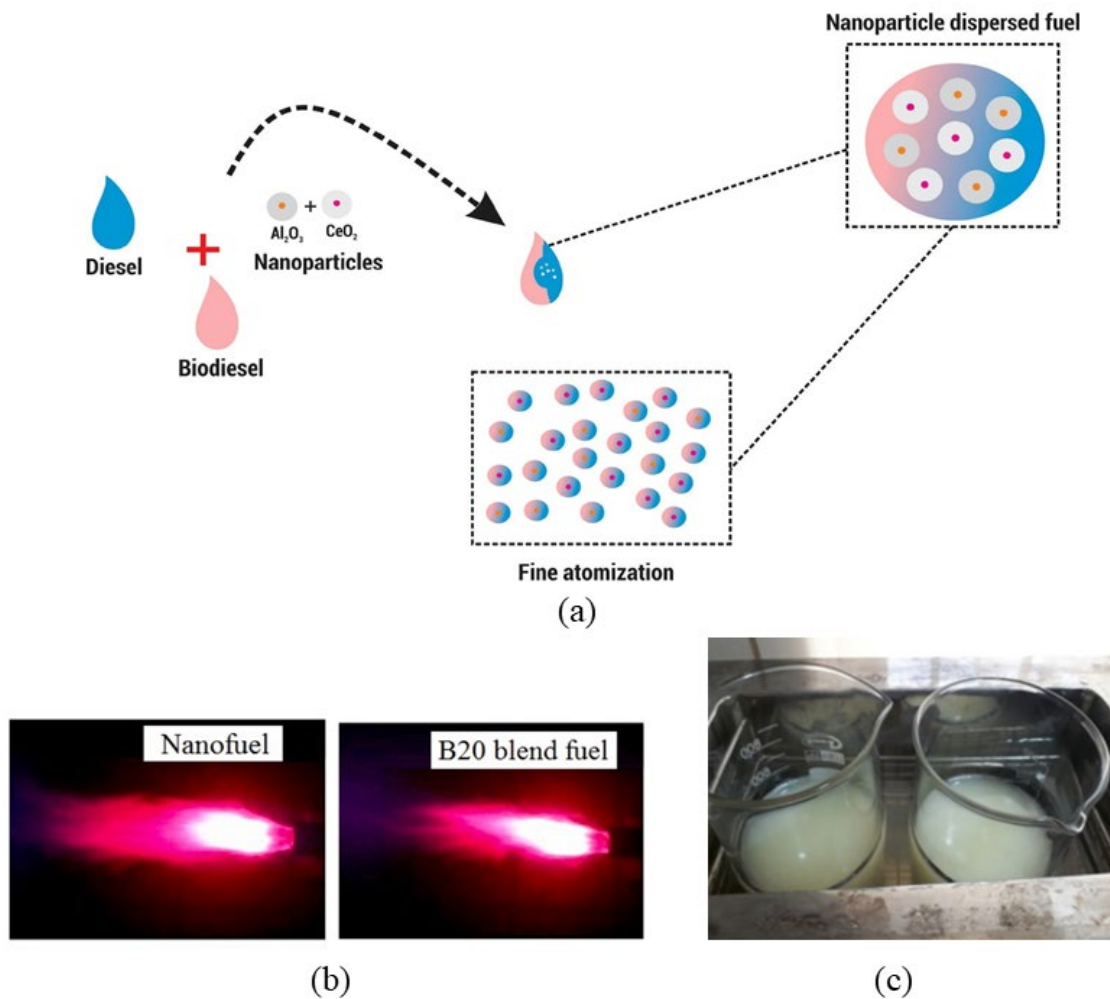 Nanoparticle dispersed fuel
Diesel
+
Biodiesel
+
Al₂O₃
CeO₂
Nanoparticles
Fine atomization
(a)
Nanofuel
B20 blend fuel
(b)
(c)